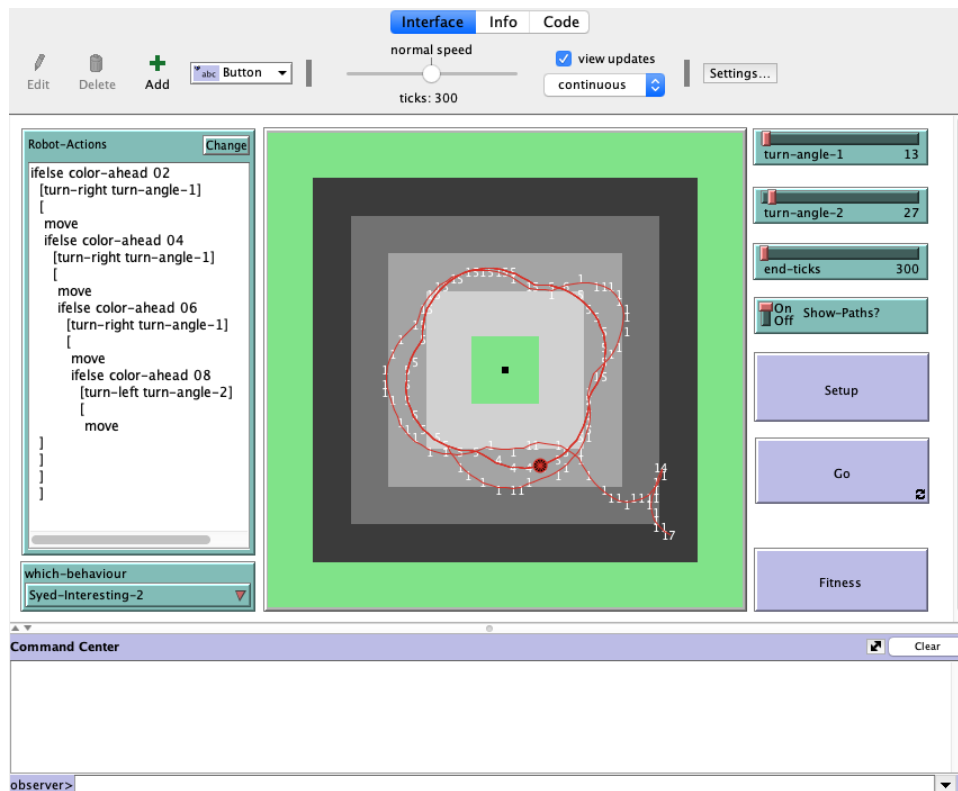 Interface Info Code
normal speed
Edit Delete Add abc Button
view updates
continuous
Settings...
ticks: 300
Robot-Actions Change
ifelse color-ahead 02
[turn-right turn-angle-1]
[
move
ifelse color-ahead 04
[turn-right turn-angle-1]
[
move
ifelse color-ahead 06
[turn-right turn-angle-1]
[
move
ifelse color-ahead 08
[turn-left turn-angle-2]
[
move
]
]
]
]
which-behaviour
Syed-Interesting-2
14
17
turn-angle-1 13
turn-angle-2 27
end-ticks 300
On
Off Show-Paths?
Setup
Go
Fitness
Command Center Clear
observer>